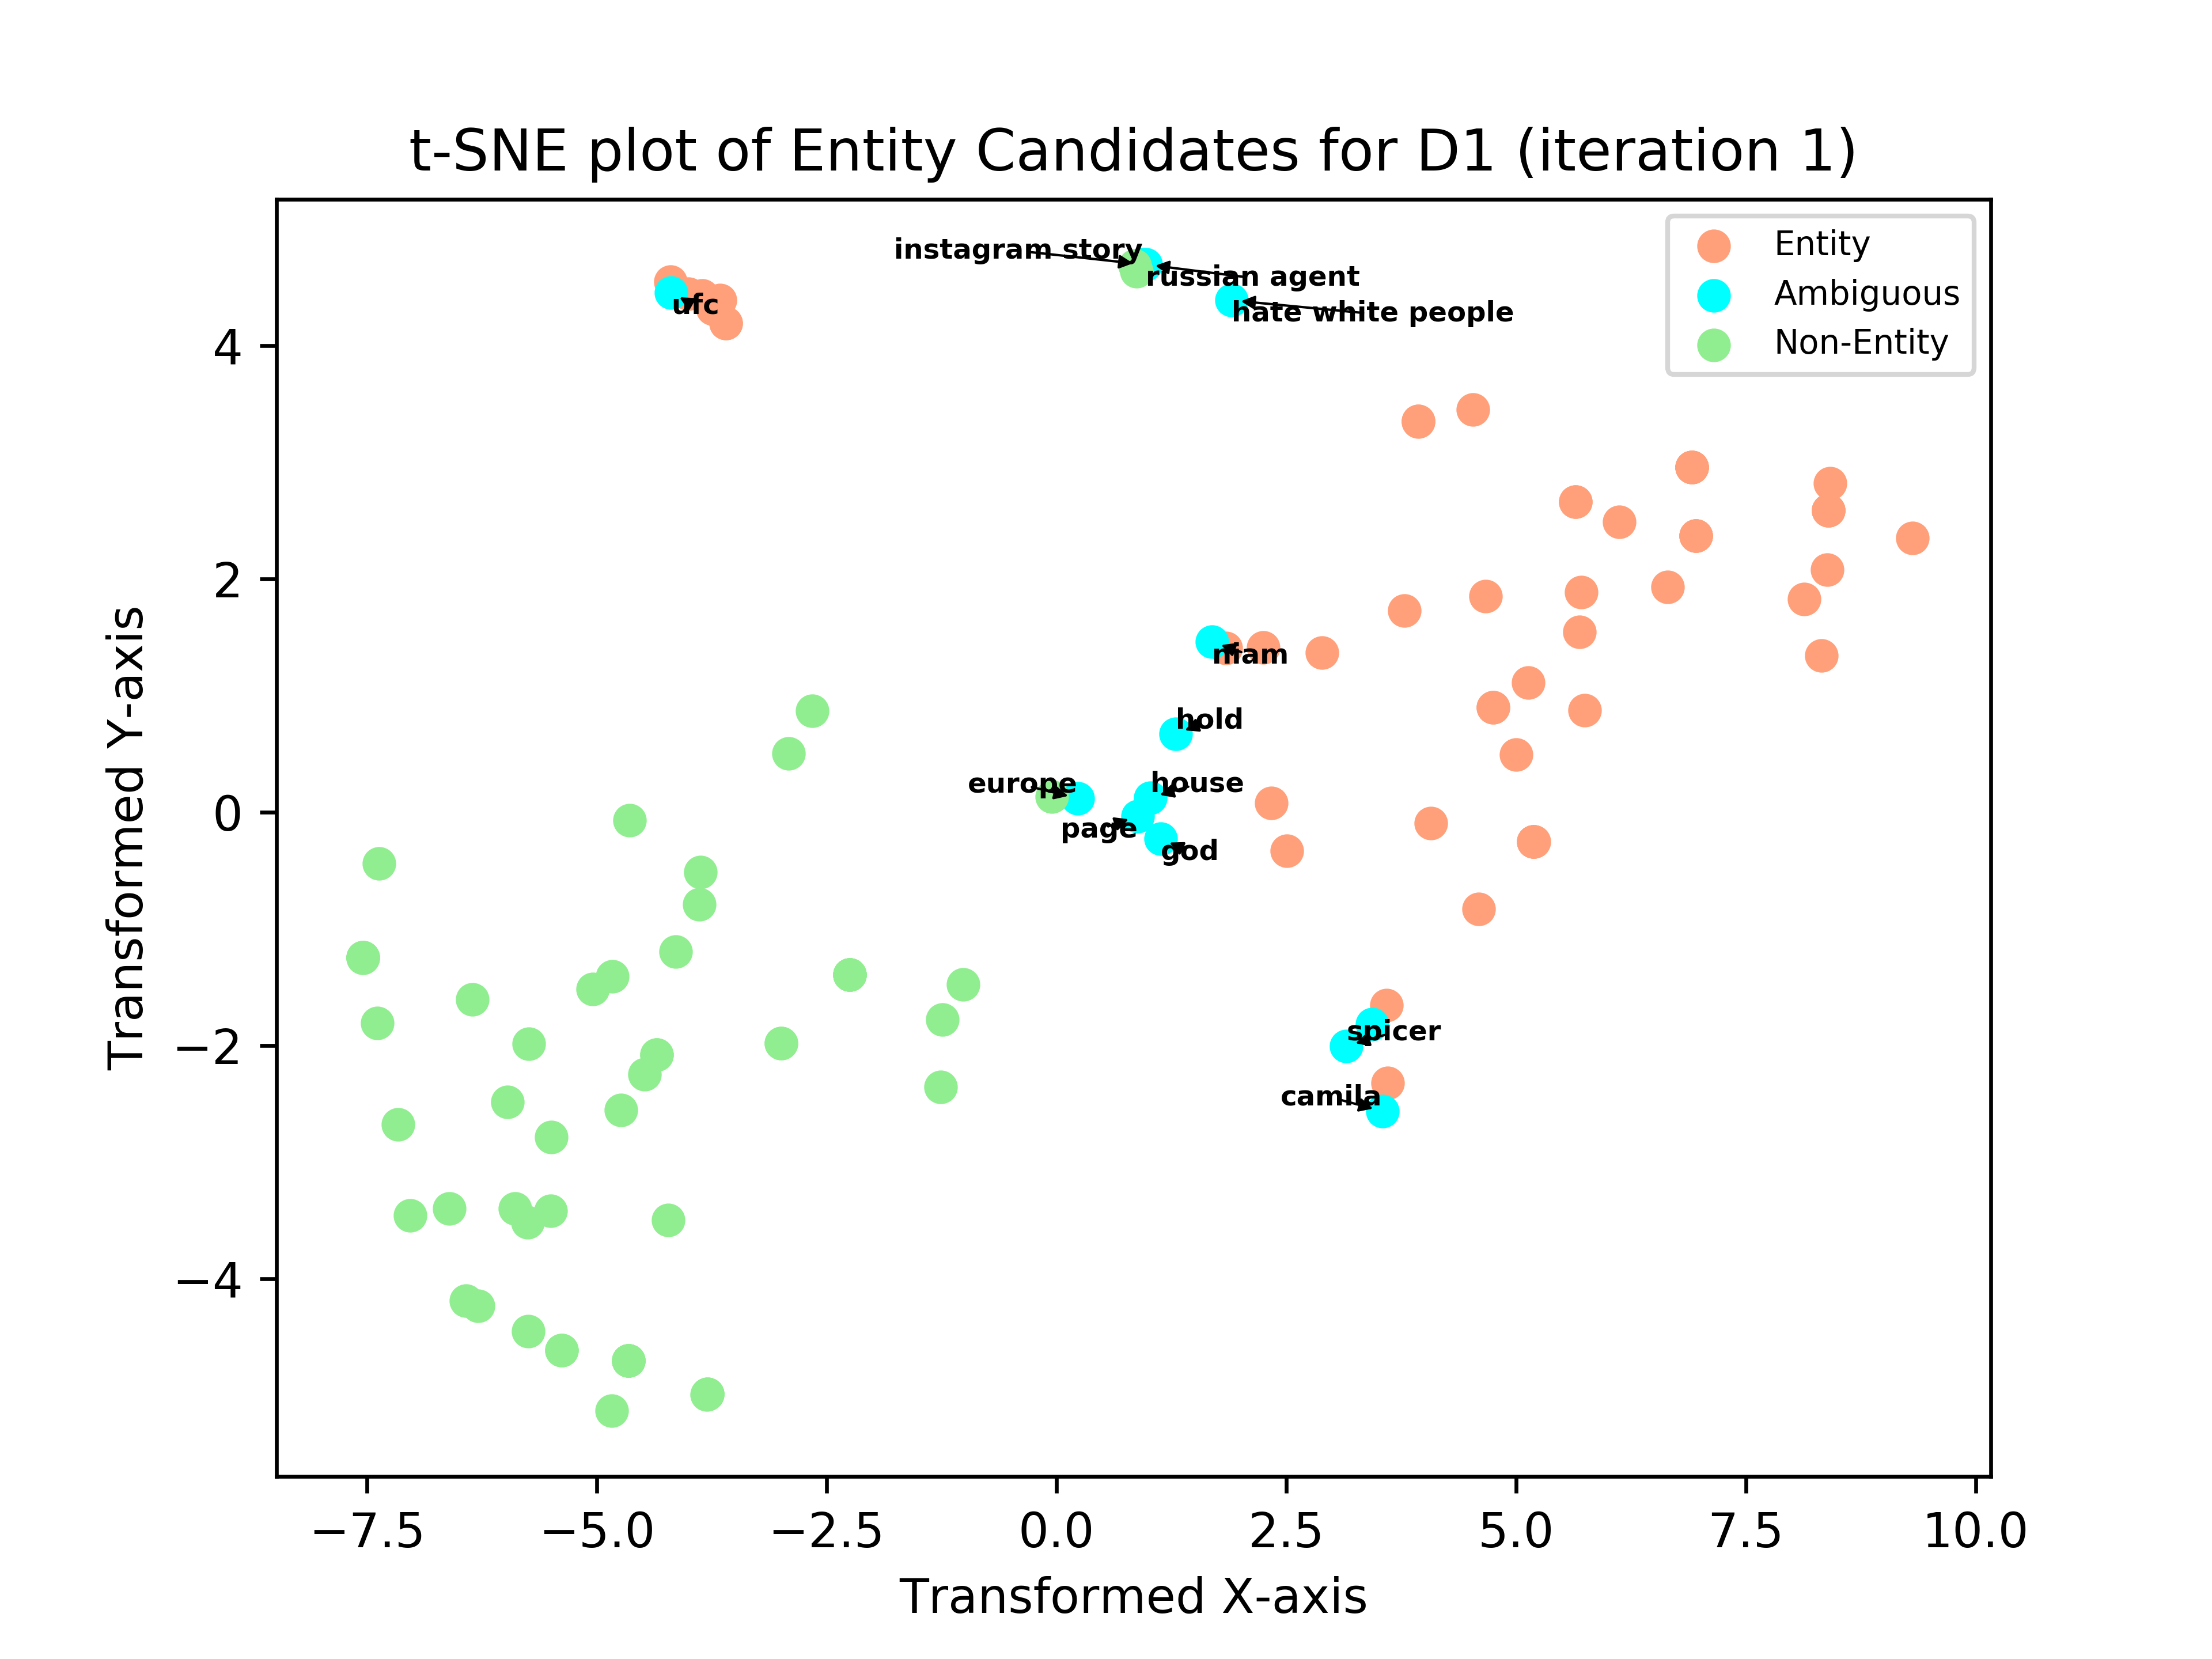 t-SNE plot of Entity Candidates for D1 (iteration 1)
Entity
Ambiguous
Non-Entity
instagram story
russian agent
hate white people
ufc
hold
europe
house
page
god
spicer
camila
4
2
0
−2
−4
−7.5
−5.0
−2.5
0.0
2.5
5.0
7.5
10.0
Transformed X-axis
Transformed Y-axis